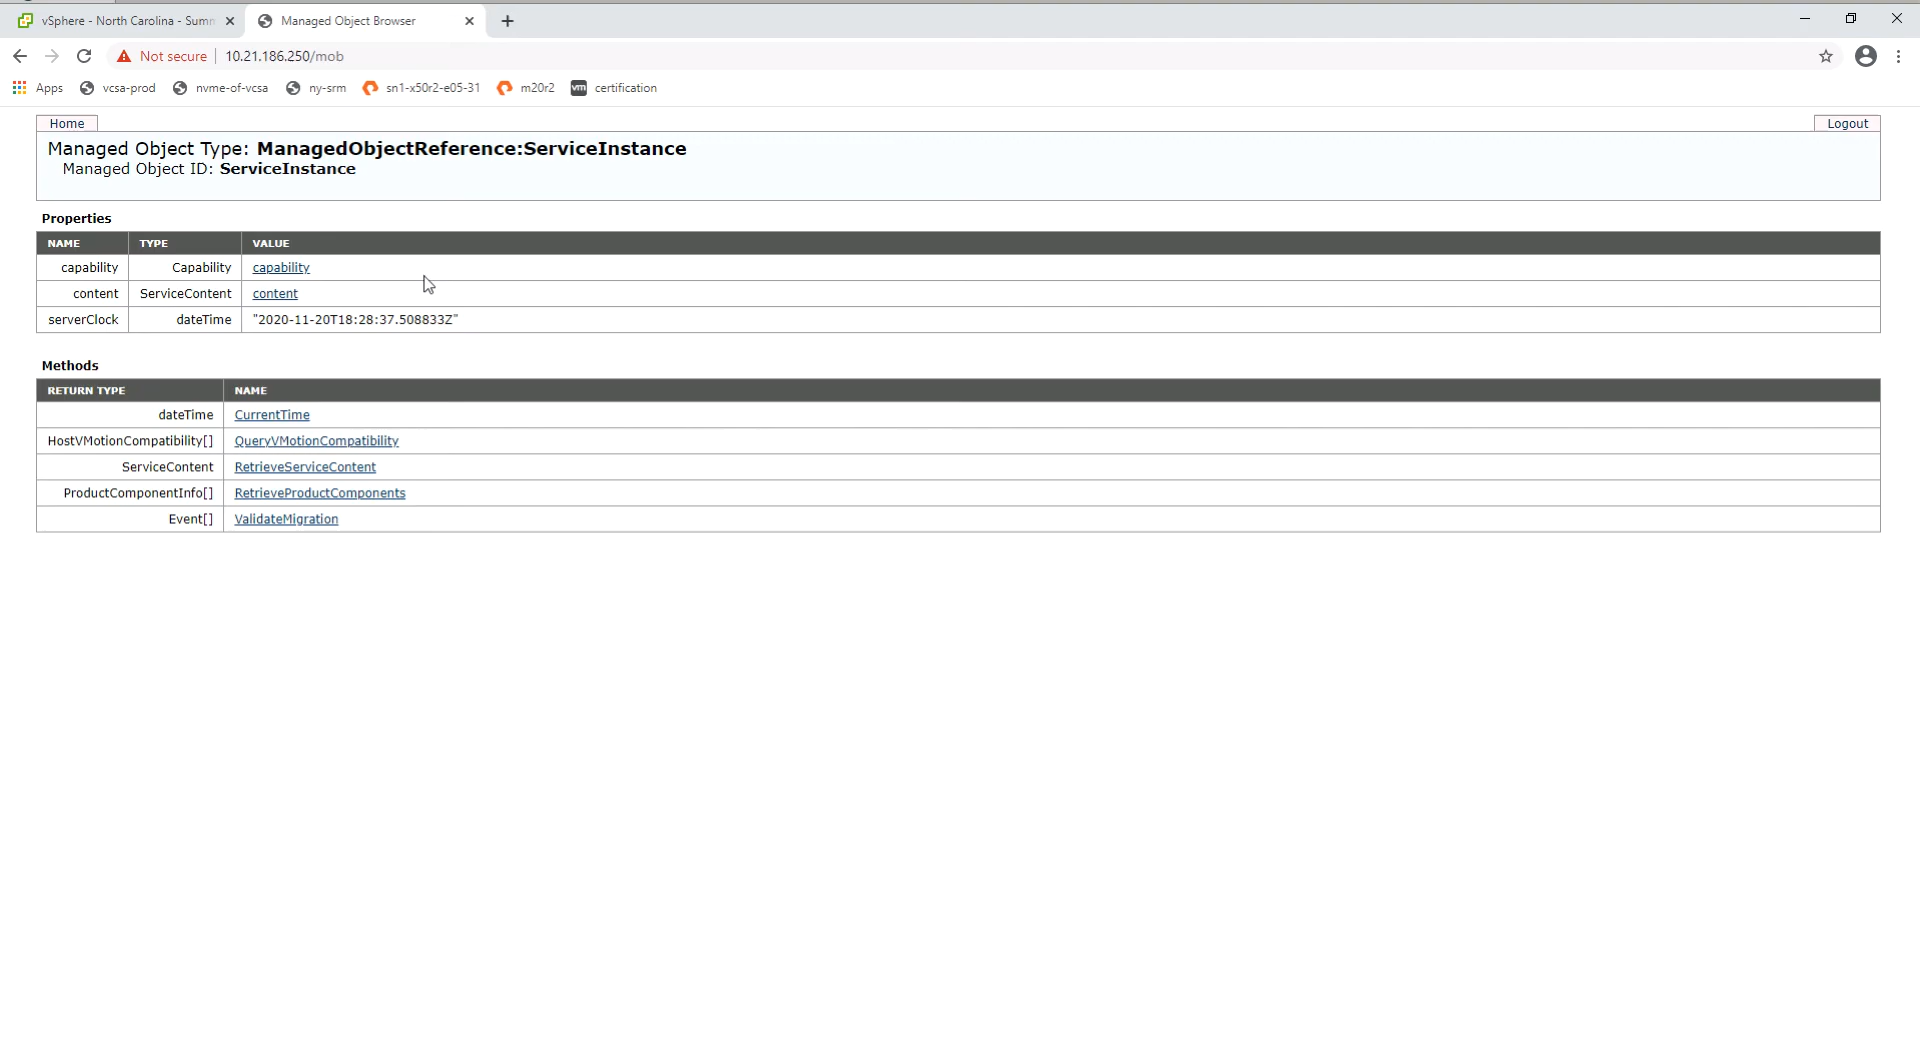 vSphere - North Carolina - Summ
Managed Object Browser
Not secure
10.21.186.250/mob
Apps
vcsa-prod
nvme-of-vcsa
ny-srm
sn1-x50r2-e05-31
m20r2
vm
certification
Home
Logout
Managed Object Type: ManagedObjectReference:ServiceInstance
Managed Object ID: ServiceInstance
Properties
NAME TYPE VALUE
capability Capability capability
content ServiceContent content
serverClock dateTime "2020-11-20T18:28:37.508833Z"
Methods
RETURN TYPE NAME
dateTime CurrentTime
HostVMotionCompatibility[] QueryVMotionCompatibility
ServiceContent RetrieveServiceContent
ProductComponentInfo[] RetrieveProductComponents
Event[] ValidateMigration